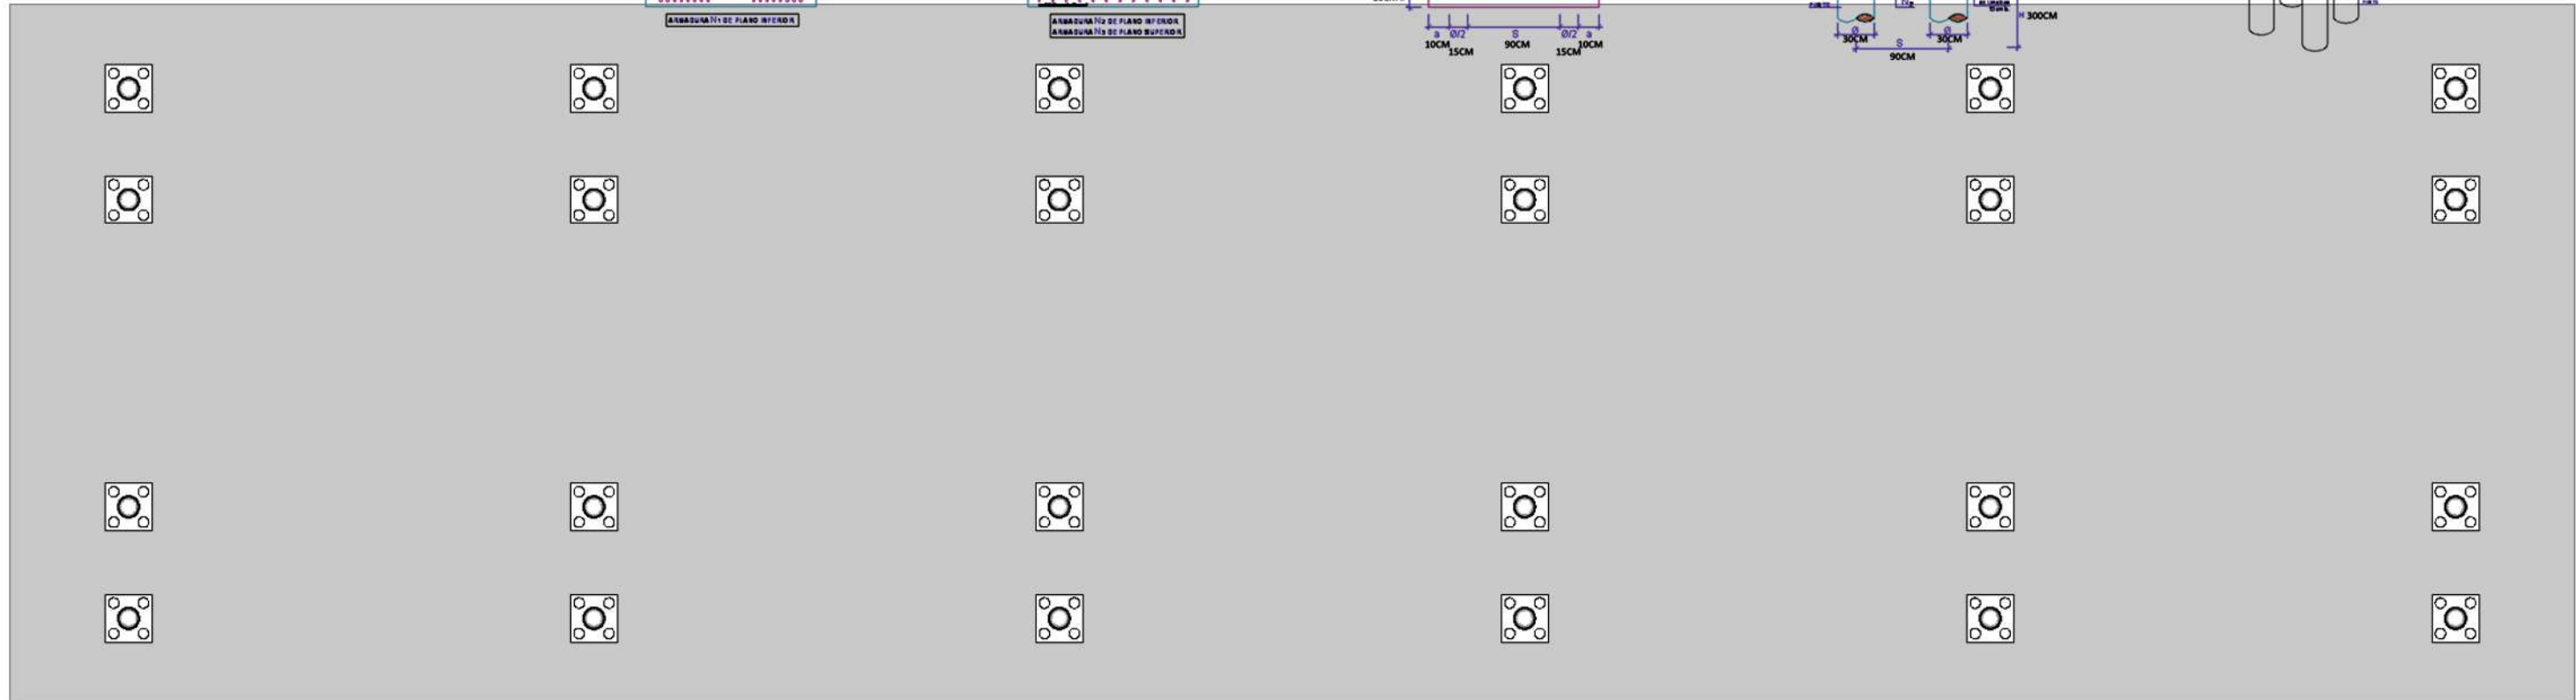 ARMADURA N1 DE PLANO INFERIOR
ARMADURA N2 DE PLANO INFERIOR
ARMADURA N3 DE PLANO SUPERIOR
a Ø/2 S Ø/2 a
10CM 15CM 90CM 15CM 10CM
H 300CM
Ø Ø
30CM 30CM
S
90CM